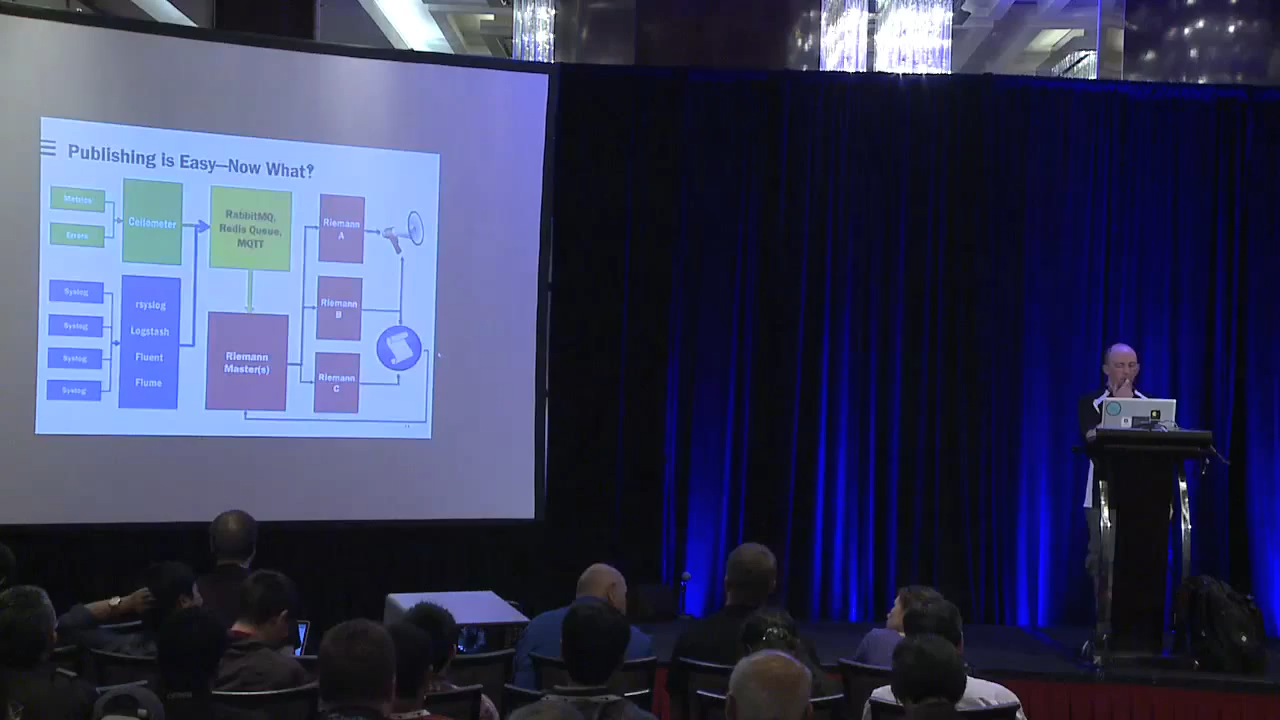 Publishing is Easy—Now What?
Metrics
Errors
Ceilometer
RabbitMQ,
Redis Queue,
MQTT
Riemann
A
Syslog
Syslog
Syslog
Syslog
rsyslog
Logstash
Fluent
Flume
Riemann
Master(s)
Riemann
B
Riemann
C